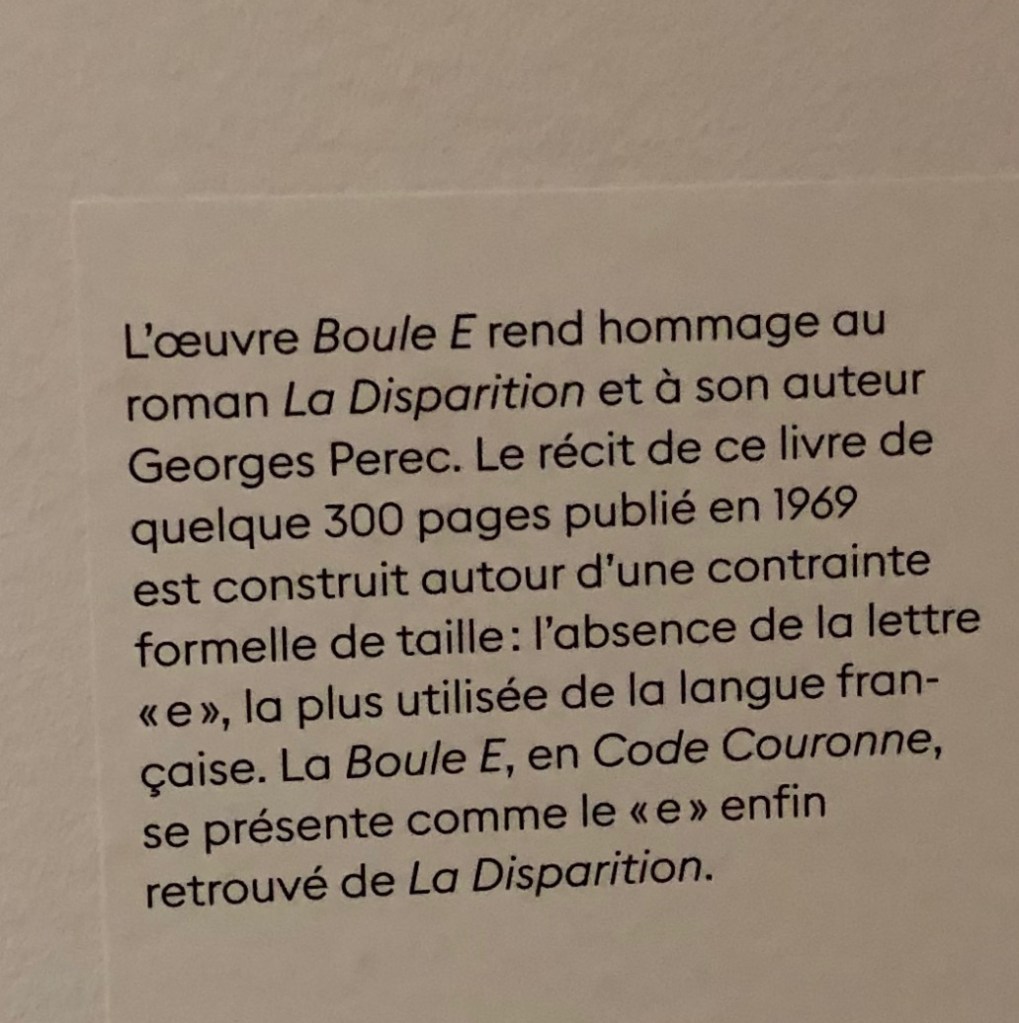 L'œuvre Boule E rend hommage au
roman La Disparition et à son auteur
Georges Perec. Le récit de ce livre de
quelque 300 pages publié en 1969
est construit autour d'une contrainte
formelle de taille : l'absence de la lettre
« e », la plus utilisée de la langue fran-
çaise. La Boule E, en Code Couronne,
se présente comme le « e » enfin
retrouvé de La Disparition.